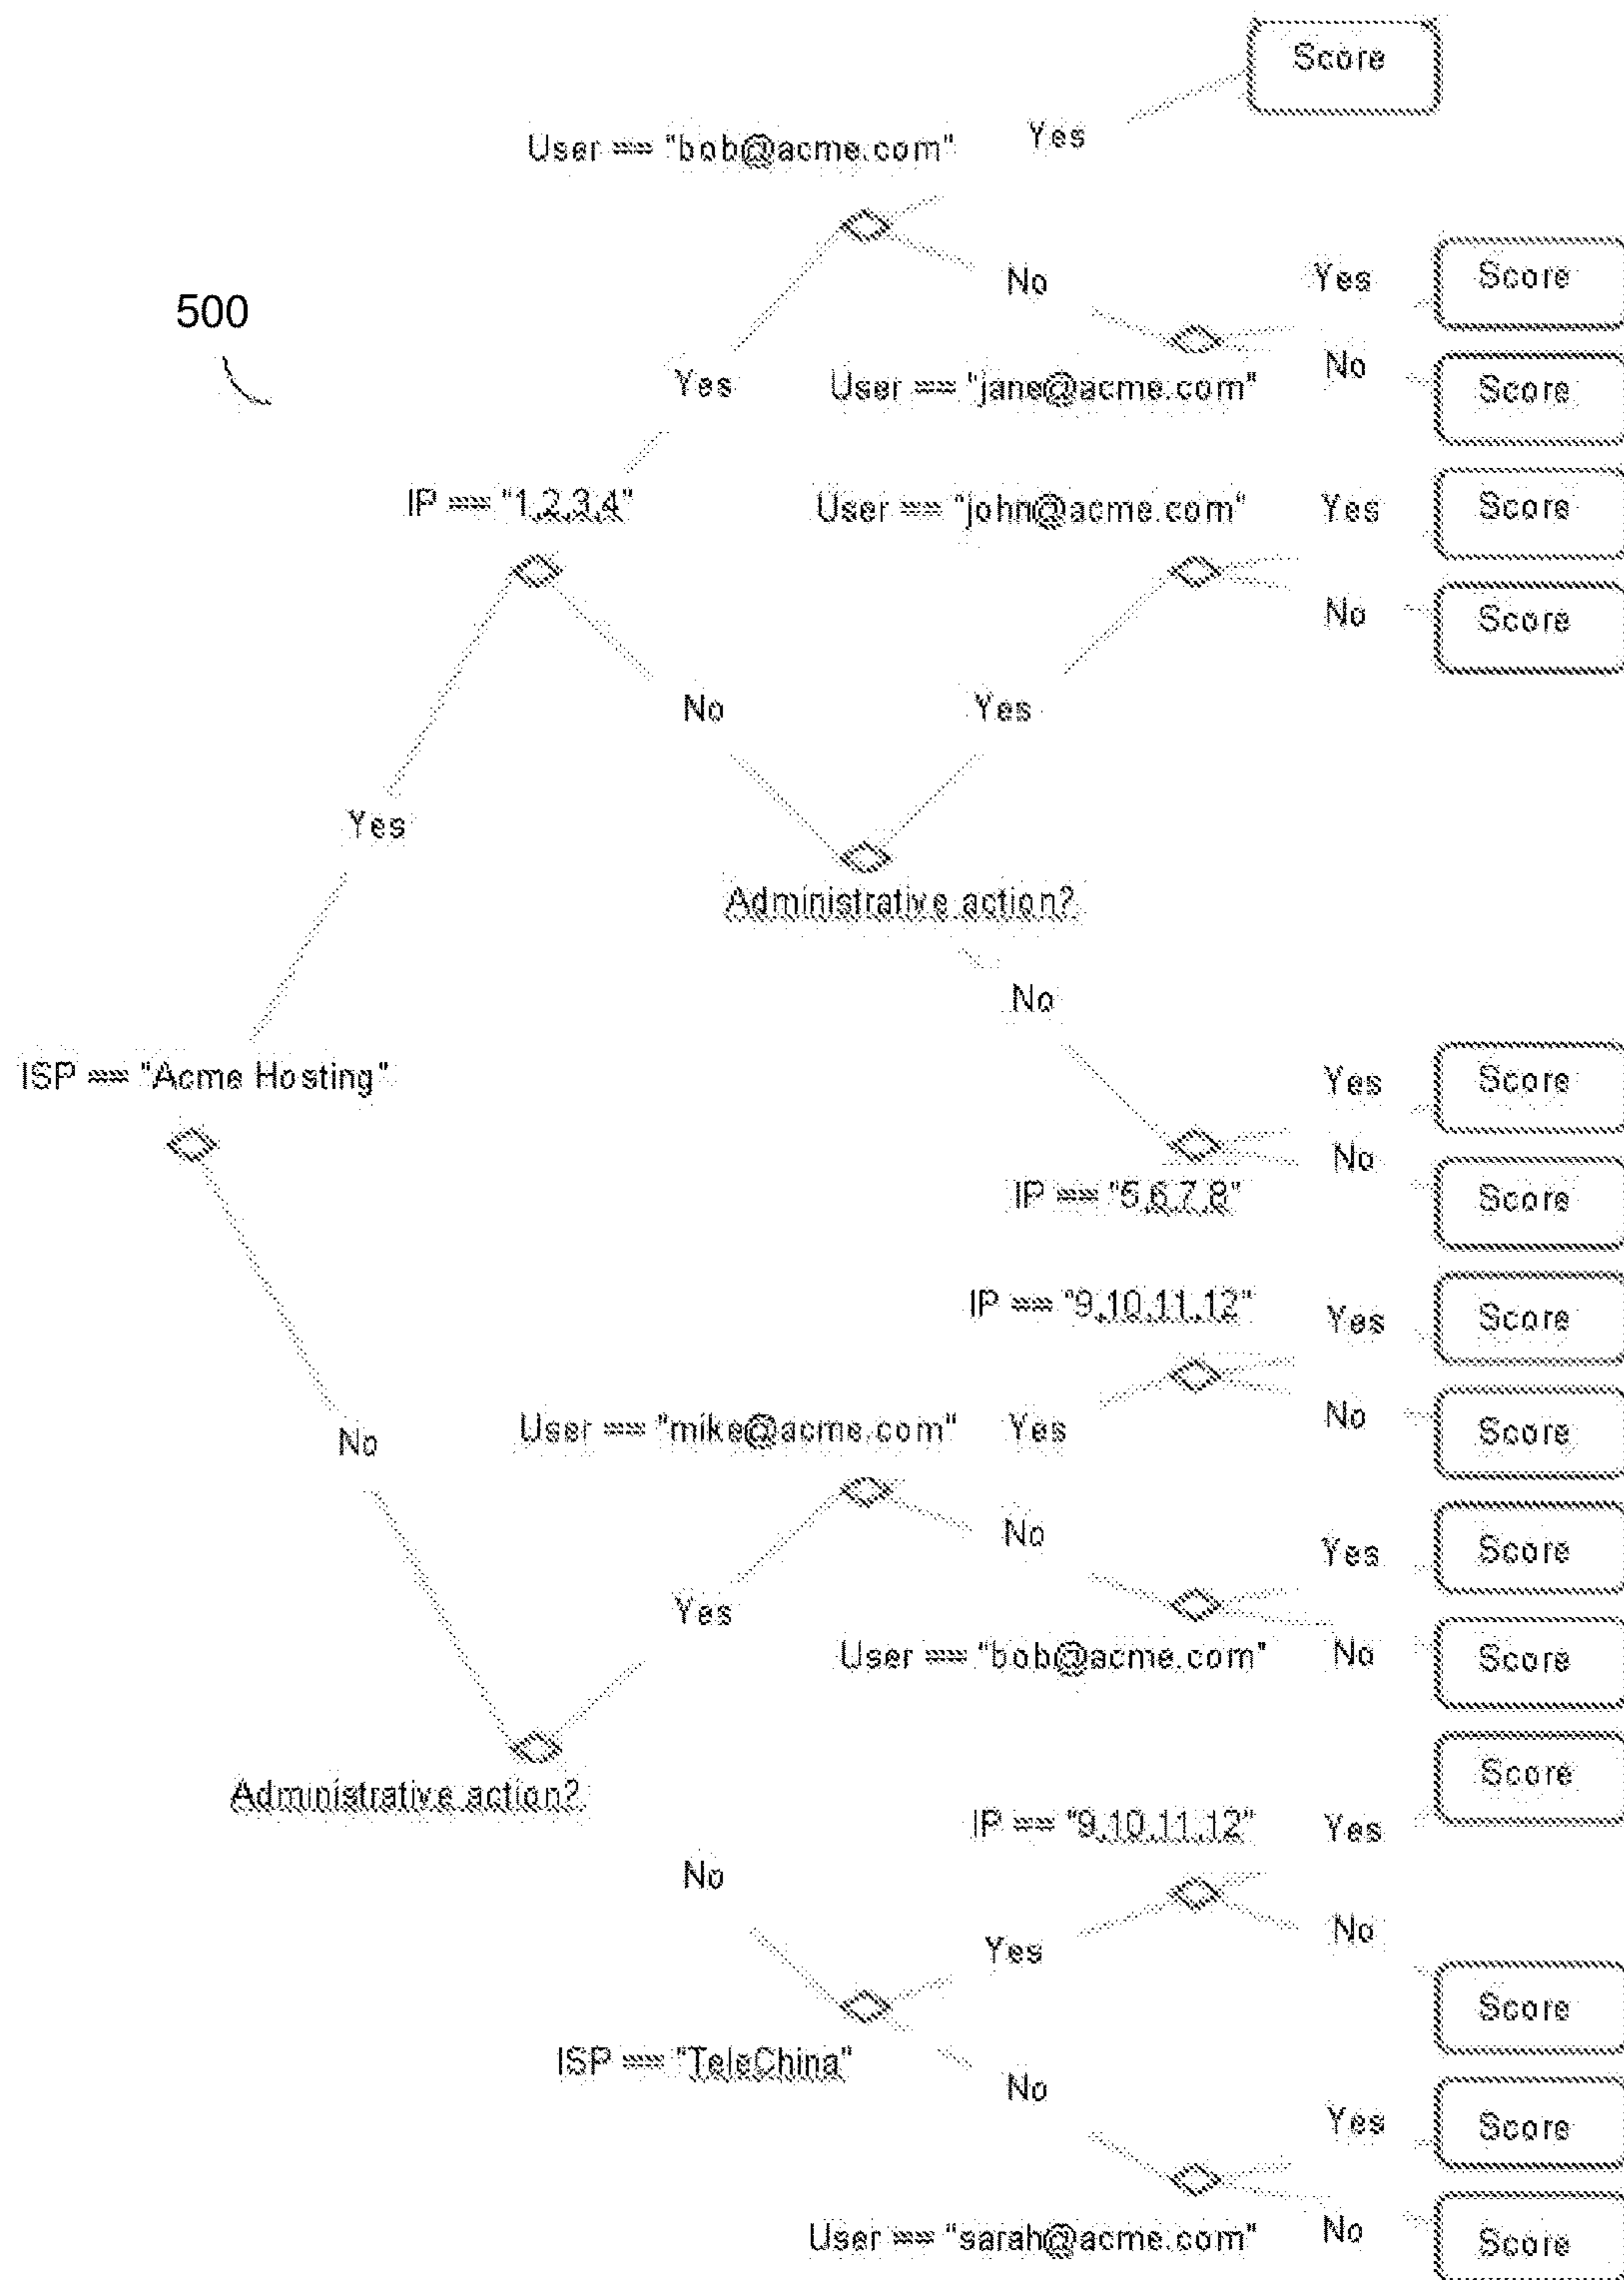 Score
User == "bob@acme.com"
Yes
No
Yes
Score
500
Yes
User == "jane@acme.com"
No
Score
IP == "1.2.3.4"
User == "john@acme.com"
Yes
Score
No
Score
No
Yes
Yes
Administrative action?
No
ISP == "Acme Hosting"
Yes
Score
No
IP == "5.6.7.8"
Score
IP == "9.10.11.12"
Yes
Score
No
User == "mike@acme.com"
Yes
No
Score
No
Yes
Score
Yes
User == "bob@acme.com"
No
Score
Administrative action?
Score
IP == "9.10.11.12"
Yes
No
Yes
No
Score
ISP == "TeleChina"
No
Yes
Score
User == "sarah@acme.com"
No
Score